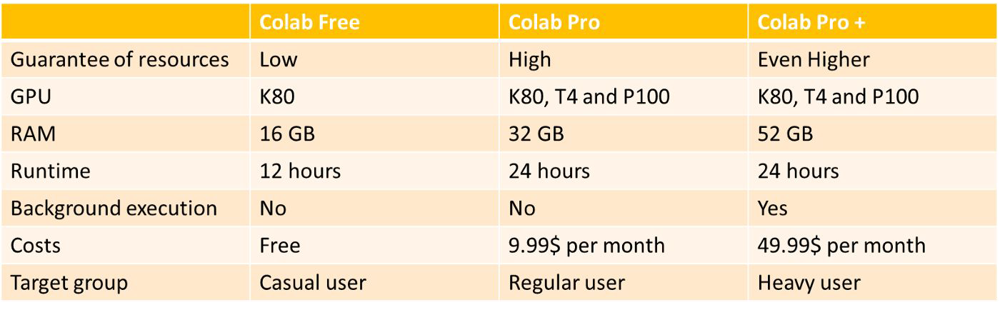 Colab Free Colab Pro Colab Pro +
Guarantee of resources Low High Even Higher
GPU K80 K80, T4 and P100 K80, T4 and P100
RAM 16 GB 32 GB 52 GB
Runtime 12 hours 24 hours 24 hours
Background execution No No Yes
Costs Free 9.99$ per month 49.99$ per month
Target group Casual user Regular user Heavy user